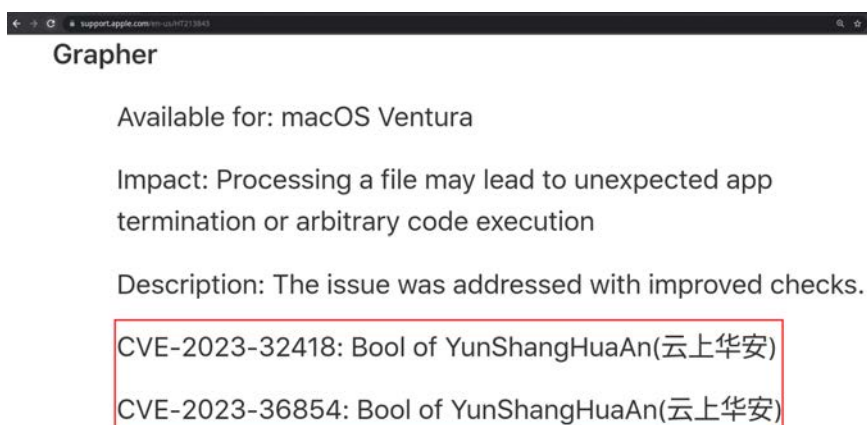 support.apple.com/en-us/HT213843
Grapher
Available for: macOS Ventura
Impact: Processing a file may lead to unexpected app
termination or arbitrary code execution
Description: The issue was addressed with improved checks.
CVE-2023-32418: Bool of YunShangHuaAn(云上华安)
CVE-2023-36854: Bool of YunShangHuaAn(云上华安)